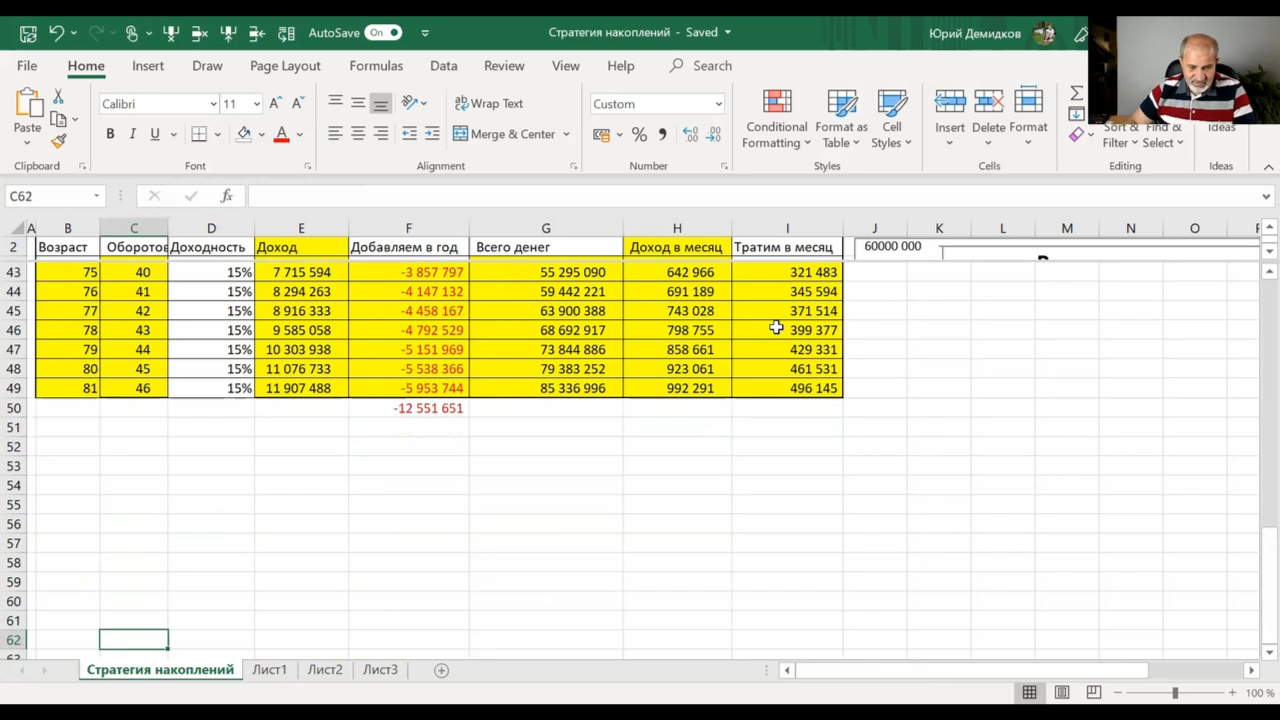 AutoSave On
Стратегия накоплений - Saved
Юрий Демидков
File Home Insert Draw Page Layout Formulas Data Review View Help Search
Paste
Calibri 11
B I U
Wrap Text
Merge & Center
Custom
Conditional Formatting
Format as Table
Cell Styles
Insert Delete Format
Sort & Filter
Find & Select
Ideas
Clipboard Font Alignment Number Styles Cells Editing Ideas
C62
fx
A B C D E F G H I J K L M N O
2 Возраст Оборотов Доходность Доход Добавляем в год Всего денег Доход в месяц Тратим в месяц 60000 000
43 75 40 15% 7 715 594 -3 857 797 55 295 090 642 966 321 483
44 76 41 15% 8 294 263 -4 147 132 59 442 221 691 189 345 594
45 77 42 15% 8 916 333 -4 458 167 63 900 388 743 028 371 514
46 78 43 15% 9 585 058 -4 792 529 68 692 917 798 755 399 377
47 79 44 15% 10 303 938 -5 151 969 73 844 886 858 661 429 331
48 80 45 15% 11 076 733 -5 538 366 79 383 252 923 061 461 531
49 81 46 15% 11 907 488 -5 953 744 85 336 996 992 291 496 145
50 -12 551 651
51
52
53
54
55
56
57
58
59
60
61
62
Стратегия накоплений Лист1 Лист2 Лист3
100 %